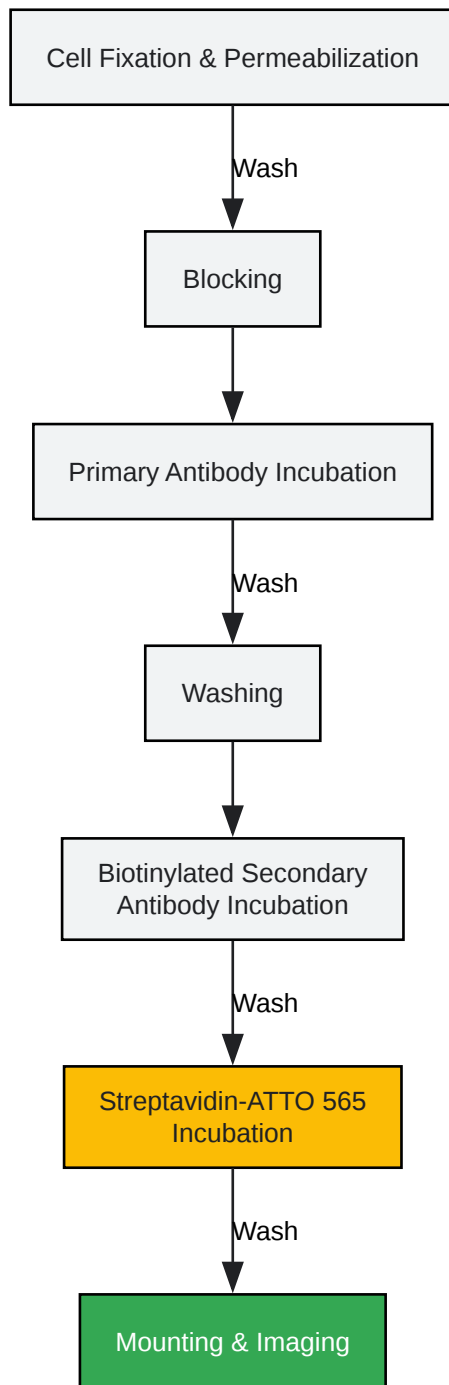 Cell Fixation & Permeabilization
Wash
Blocking
Primary Antibody Incubation
Wash
Washing
Biotinylated Secondary
Antibody Incubation
Wash
Streptavidin-ATTO 565
Incubation
Wash
Mounting & Imaging